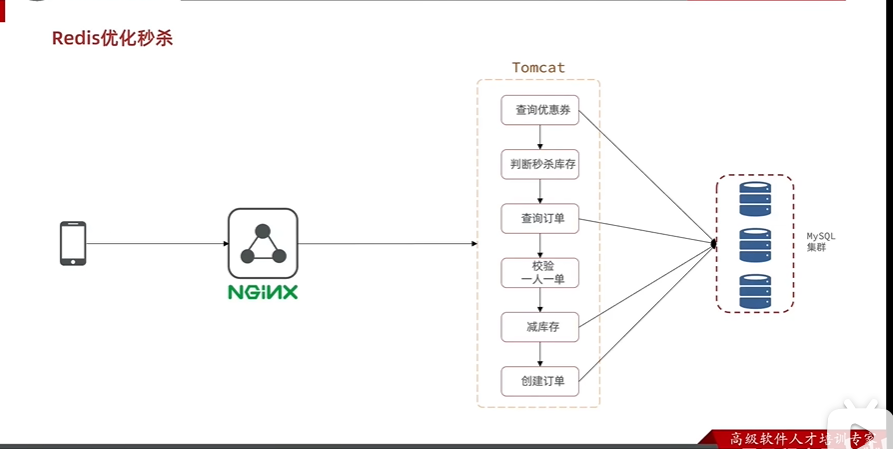 Redis优化秒杀
Tomcat
查询优惠券
判断秒杀库存
查询订单
校验
一人一单
减库存
创建订单
NGINX
MySQL
集群
高级软件人才培训专家